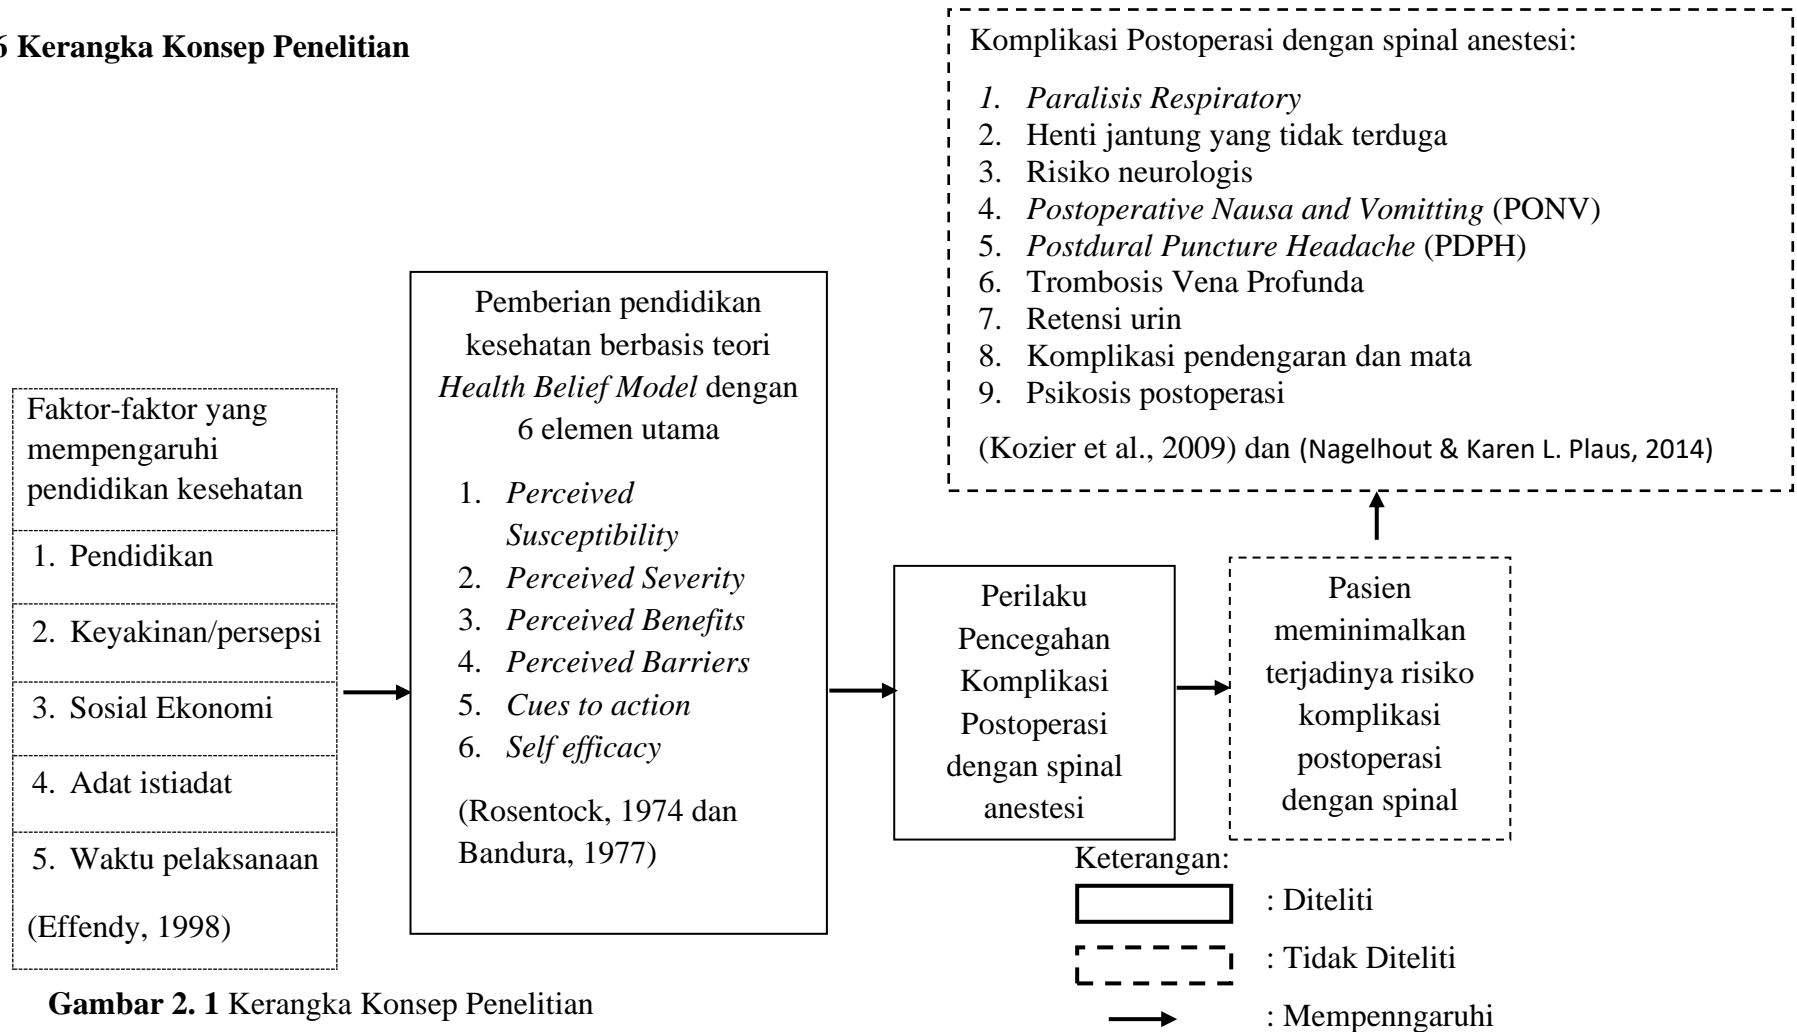 6 Kerangka Konsep Penelitian
Komplikasi Postoperasi dengan spinal anestesi:
1. Paralisis Respiratory
2. Henti jantung yang tidak terduga
3. Risiko neurologis
4. Postoperative Nausa and Vomitting (PONV)
5. Postdural Puncture Headache (PDPH)
6. Trombosis Vena Profunda
7. Retensi urin
8. Komplikasi pendengaran dan mata
9. Psikosis postoperasi
(Kozier et al., 2009) dan (Nagelhout & Karen L. Plaus, 2014)
Faktor-faktor yang
mempengaruhi
pendidikan kesehatan
1. Pendidikan
2. Keyakinan/persepsi
3. Sosial Ekonomi
4. Adat istiadat
5. Waktu pelaksanaan
(Effendy, 1998)
Pemberian pendidikan
kesehatan berbasis teori
Health Belief Model dengan
6 elemen utama
1. Perceived
Susceptibility
2. Perceived Severity
3. Perceived Benefits
4. Perceived Barriers
5. Cues to action
6. Self efficacy
(Rosentock, 1974 dan
Bandura, 1977)
Perilaku
Pencegahan
Komplikasi
Postoperasi
dengan spinal
anestesi
Pasien
meminimalkan
terjadinya risiko
komplikasi
postoperasi
dengan spinal
Keterangan:
: Diteliti
: Tidak Diteliti
: Mempenngaruhi
Gambar 2. 1 Kerangka Konsep Penelitian